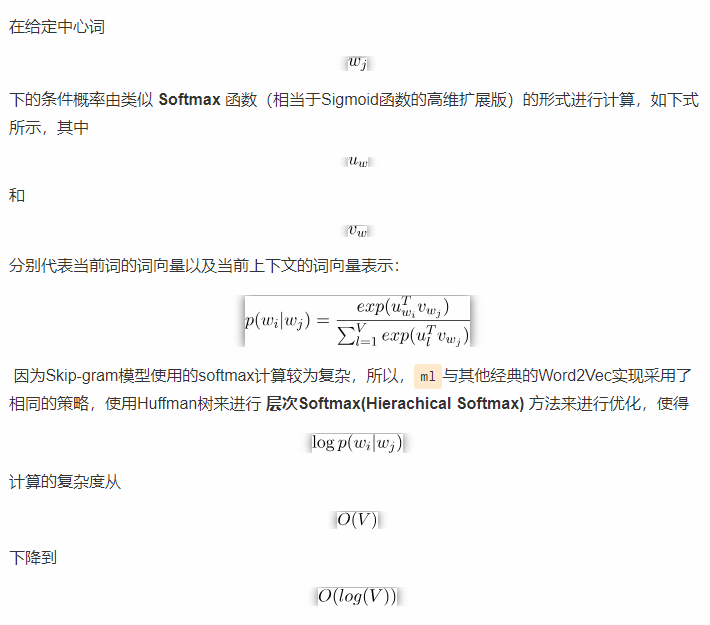 在给定中心词
w_j
下的条件概率由类似 Softmax 函数（相当于Sigmoid函数的高维扩展版）的形式进行计算，如下式
所示，其中
u_w
和
v_w
分别代表当前词的词向量以及当前上下文的词向量表示：
p(w_i|w_j) = \frac{exp(u_{w_i}^T v_{w_j})}{\sum_{l=1}^{V} exp(u_l^T v_{w_j})}
因为Skip-gram模型使用的softmax计算较为复杂，所以，ml与其他经典的Word2Vec实现采用了
相同的策略，使用Huffman树来进行 层次Softmax(Hierachical Softmax) 方法来进行优化，使得
log p(w_i|w_j)
计算的复杂度从
O(V)
下降到
O(log(V))